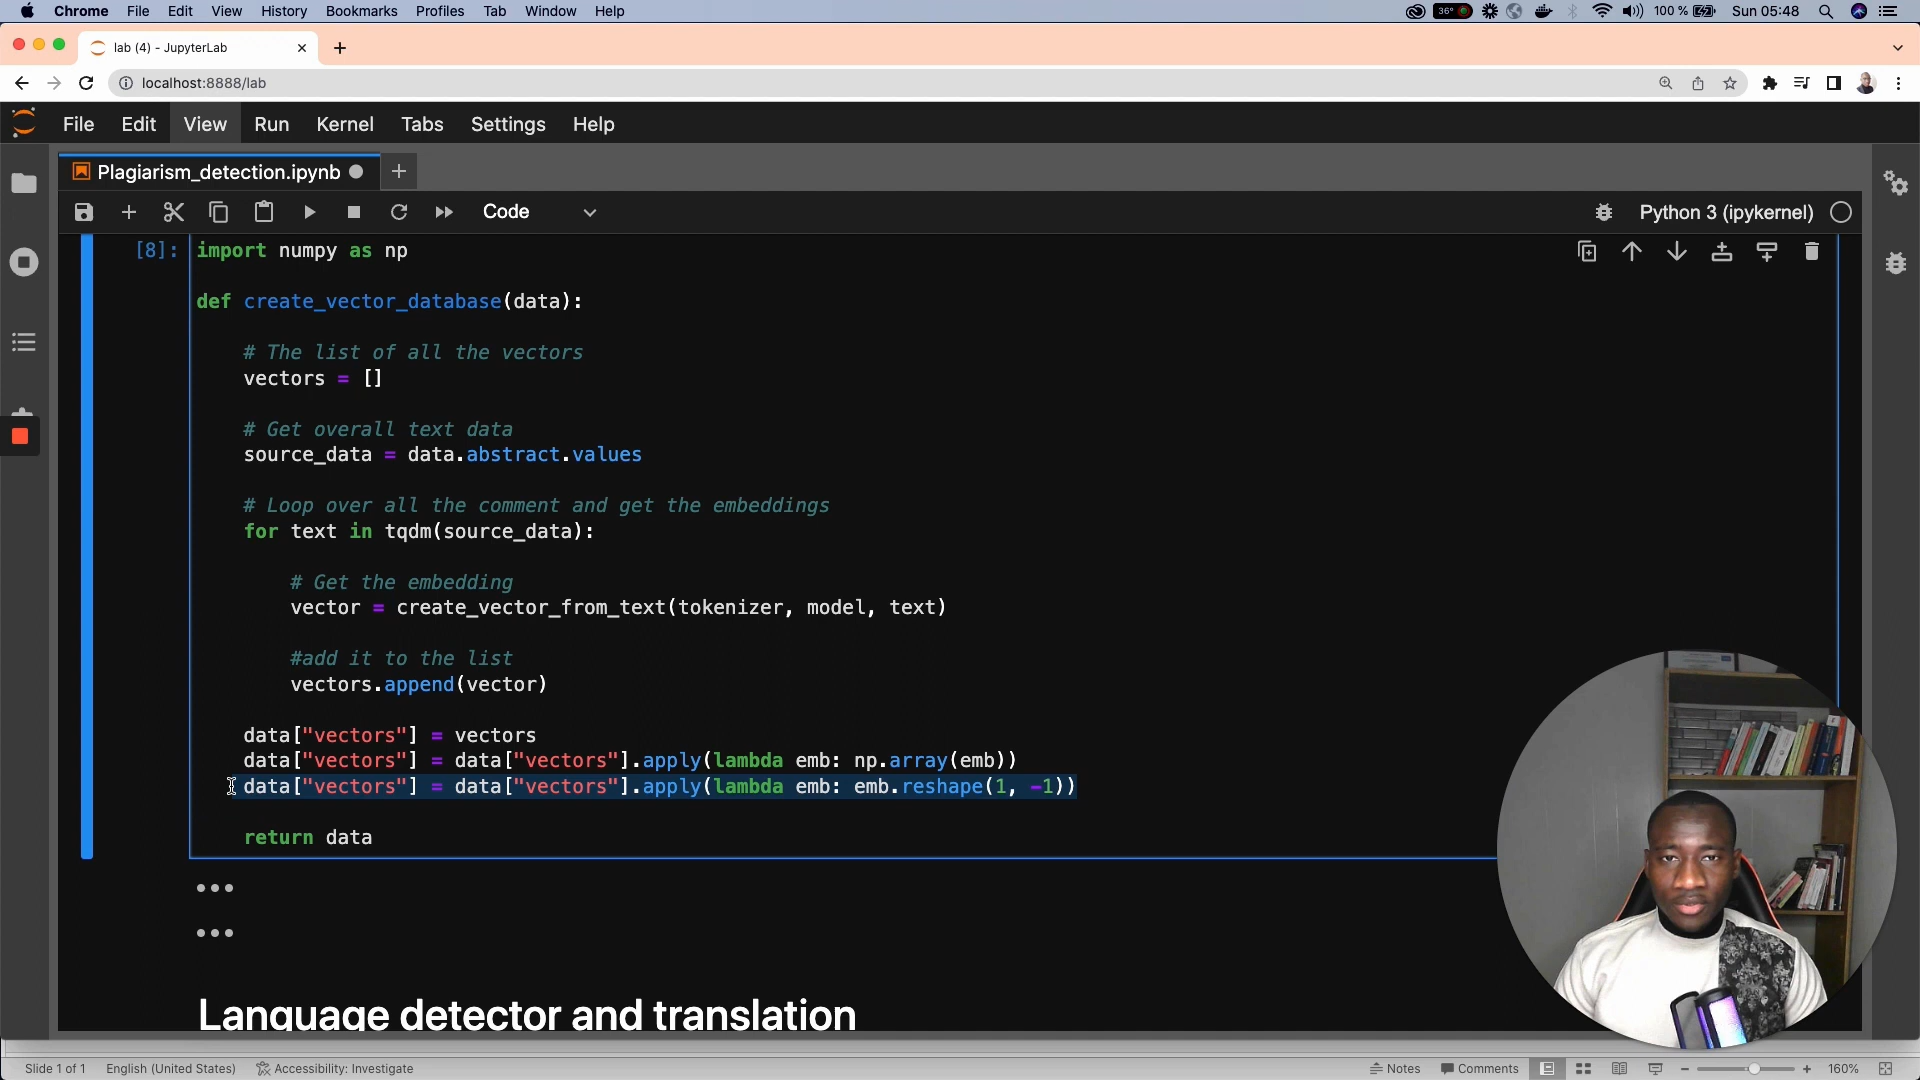 Chrome File Edit View History Bookmarks Profiles Tab Window Help
36° 100 % Sun 05:48
lab (4) - JupyterLab
localhost:8888/lab
File Edit View Run Kernel Tabs Settings Help
Plagiarism_detection.ipynb
Code
Python 3 (ipykernel)
[8]: import numpy as np
def create_vector_database(data):
# The list of all the vectors
vectors = []
# Get overall text data
source_data = data.abstract.values
# Loop over all the comment and get the embeddings
for text in tqdm(source_data):
# Get the embedding
vector = create_vector_from_text(tokenizer, model, text)
#add it to the list
vectors.append(vector)
data["vectors"] = vectors
data["vectors"] = data["vectors"].apply(lambda emb: np.array(emb))
data["vectors"] = data["vectors"].apply(lambda emb: emb.reshape(1, -1))
return data
Language detector and translation
Slide 1 of 1 English (United States) Accessibility: Investigate
Notes Comments 160%